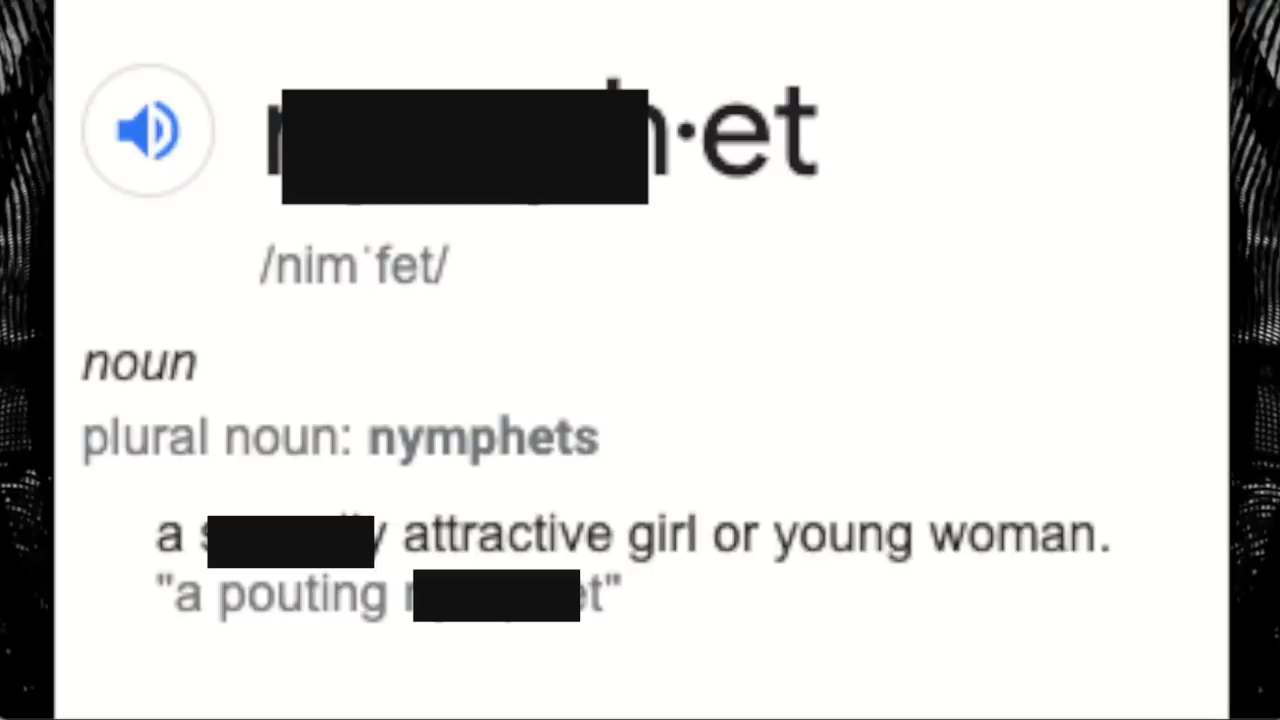 ·et
/nimˈfet/
noun
plural noun: nymphets
a attractive girl or young woman.
"a pouting